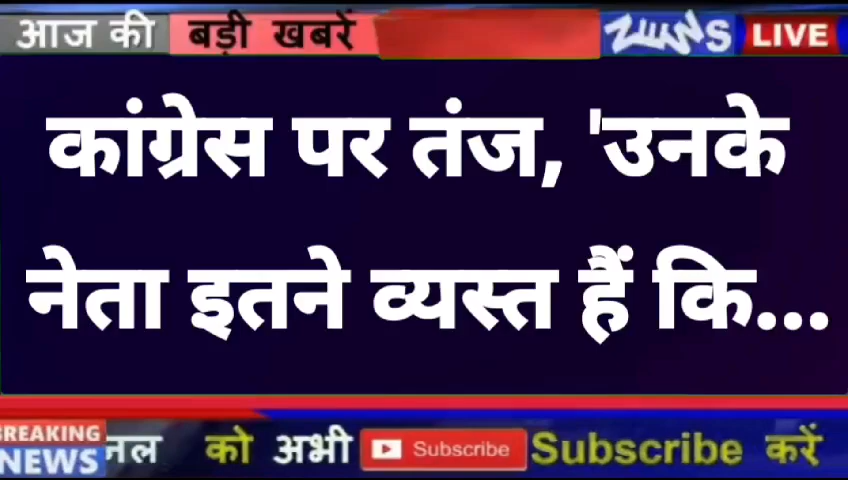 आज की बड़ी खबरें LIVE
कांग्रेस पर तंज, 'उनके
नेता इतने व्यस्त हैं कि...
BREAKING
NEWS
नल को अभी Subscribe Subscribe करें